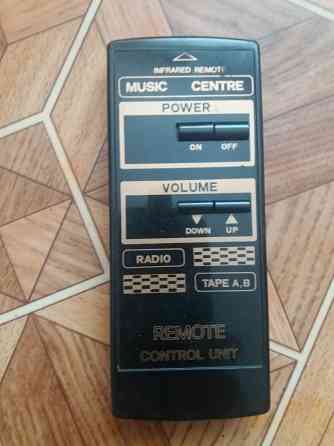 INFRARED REMOTE
MUSIC CENTRE
POWER
ON OFF
VOLUME
DOWN UP
RADIO
TAPE A,B
REMOTE
CONTROL UNIT